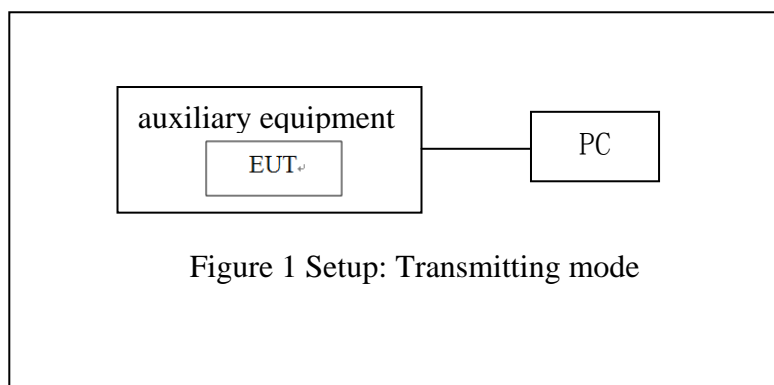 auxiliary equipment
EUT↵
PC
Figure 1 Setup: Transmitting mode